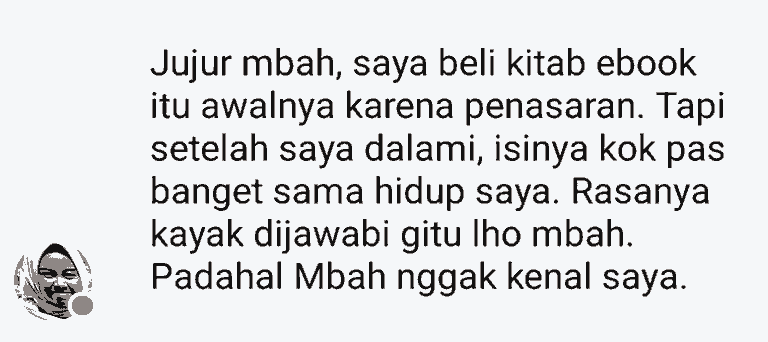 Jujur mbah, saya beli kitab ebook
itu awalnya karena penasaran. Tapi
setelah saya dalami, isinya kok pas
banget sama hidup saya. Rasanya
kayak dijawabi gitu lho mbah.
Padahal Mbah nggak kenal saya.